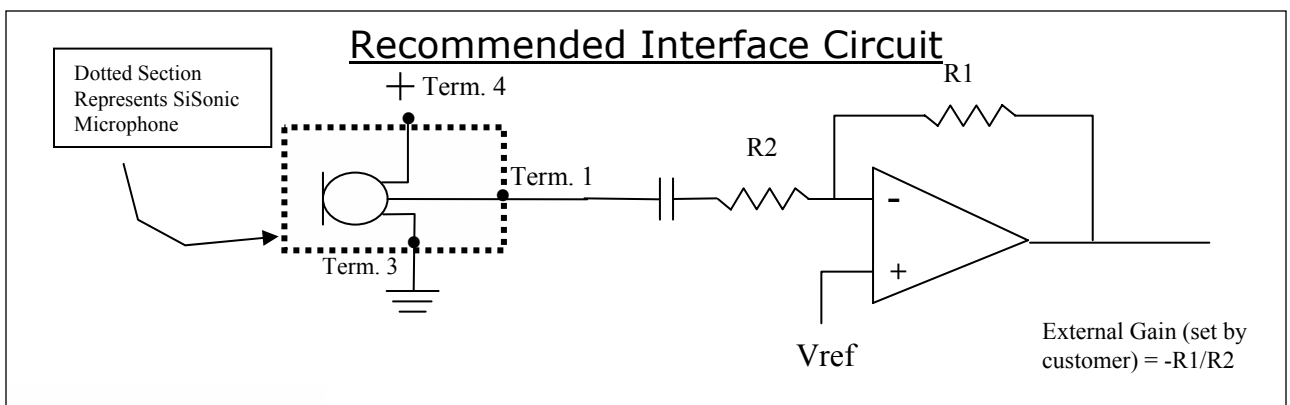 Recommended Interface Circuit
Dotted Section
Represents SiSonic
Microphone
+ Term. 4
R1
R2
Term. 1
-
+
Term. 3
Vref
External Gain (set by
customer) = -R1/R2